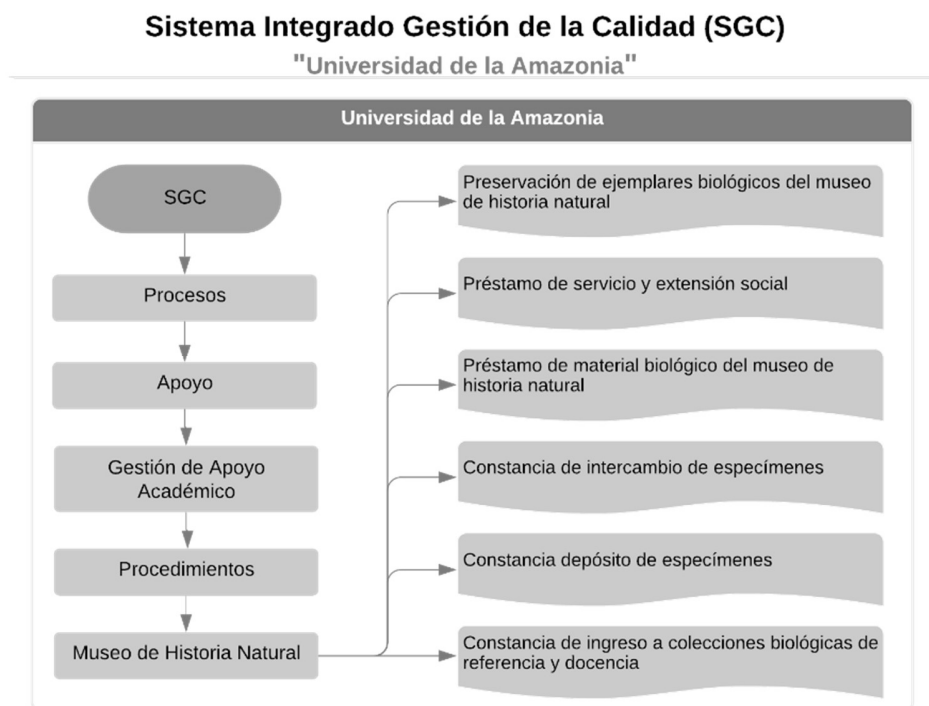 Sistema Integrado Gestión de la Calidad (SGC)
"Universidad de la Amazonia"
Universidad de la Amazonia
SGC
Procesos
Apoyo
Gestión de Apoyo
Académico
Procedimientos
Museo de Historia Natural
Preservación de ejemplares biológicos del museo
de historia natural
Préstamo de servicio y extensión social
Préstamo de material biológico del museo de
historia natural
Constancia de intercambio de especímenes
Constancia depósito de especímenes
Constancia de ingreso a colecciones biológicas de
referencia y docencia